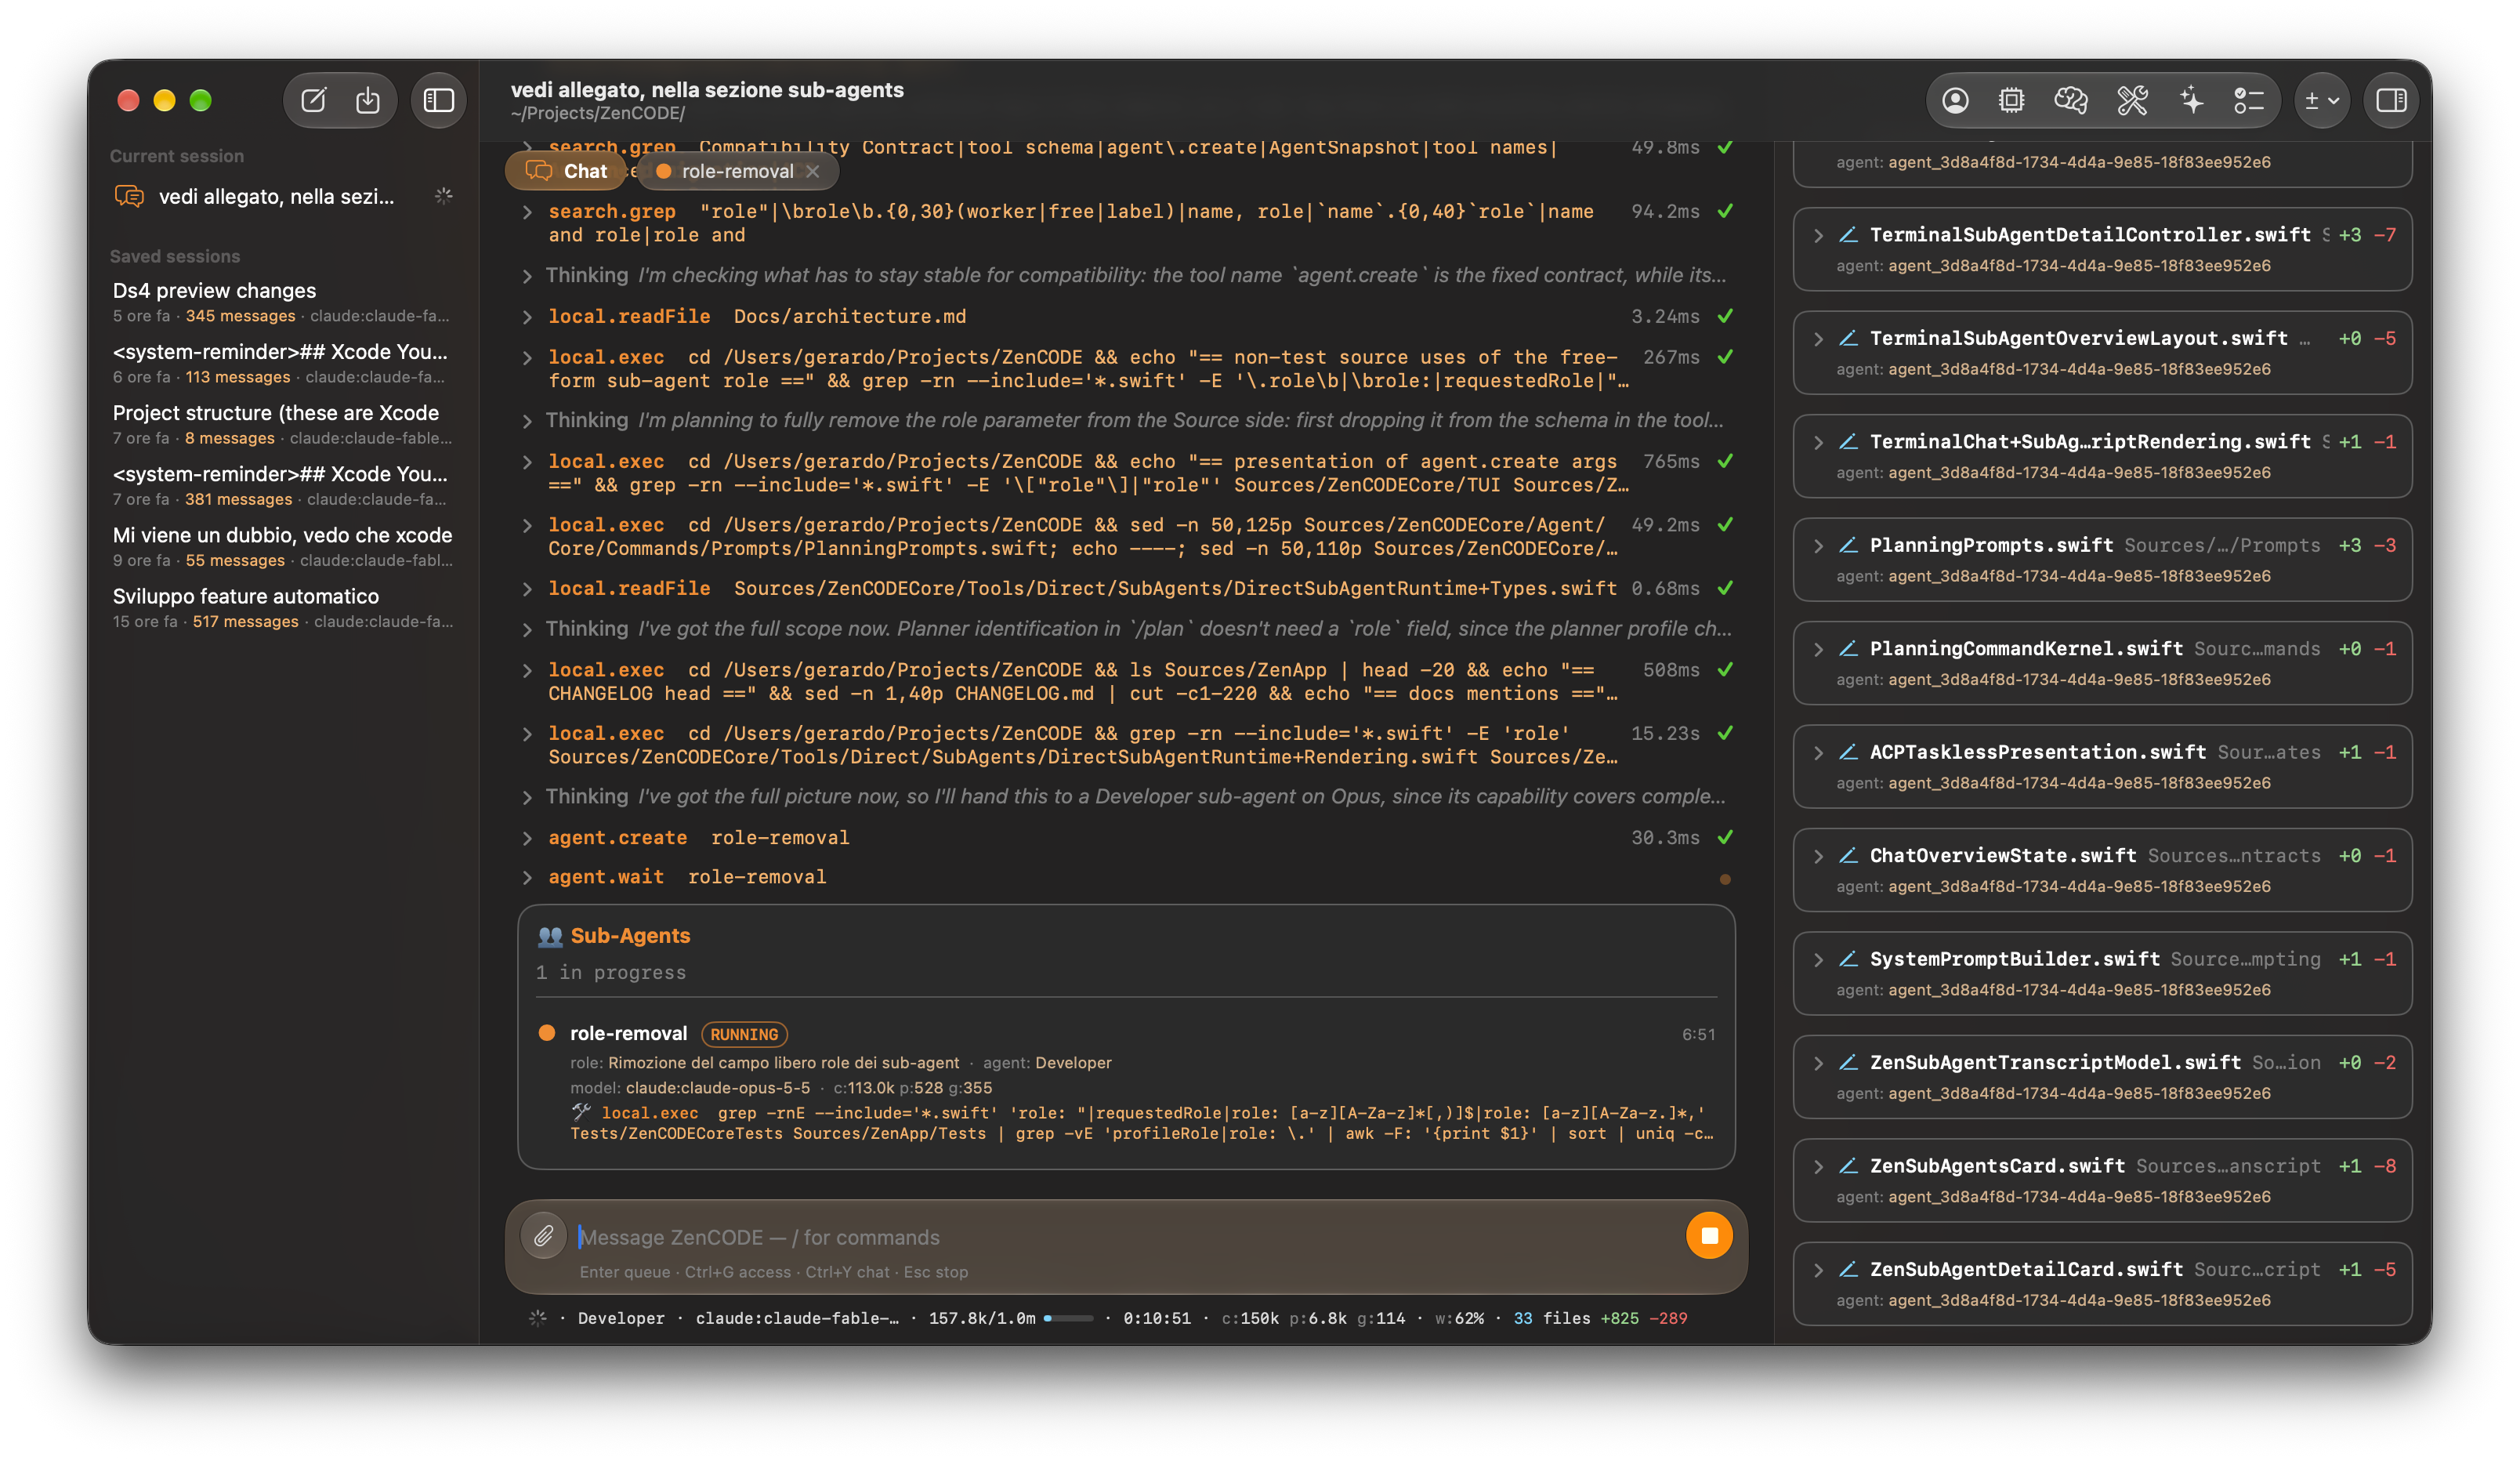 Current session
vedi allegato, nella sezi...
Saved sessions
Ds4 preview changes
5 ore fa · 345 messages · claude:claude-fa...
<system-reminder>## Xcode You...
6 ore fa · 113 messages · claude:claude-fa...
Project structure (these are Xcode
7 ore fa · 8 messages · claude:claude-fable...
<system-reminder>## Xcode You...
7 ore fa · 381 messages · claude:claude-fa...
Mi viene un dubbio, vedo che xcode
9 ore fa · 55 messages · claude:claude-fabl...
Sviluppo feature automatico
15 ore fa · 517 messages · claude:claude-fa...
vedi allegato, nella sezione sub-agents
~/Projects/ZenCODE/
search.grep Compatibility Contract|tool schema|agent\.create|AgentSnapshot|tool names| 49.8ms
Chat role-removal
search.grep "role"|\brole\b.{0,30}(worker|free|label)|name, role|`name`.{0,40}`role`|name 94.2ms
and role|role and
Thinking I'm checking what has to stay stable for compatibility: the tool name `agent.create` is the fixed contract, while its...
local.readFile Docs/architecture.md 3.24ms
local.exec cd /Users/gerardo/Projects/ZenCODE && echo "== non-test source uses of the free- 267ms
form sub-agent role ==" && grep -rn --include='*.swift' -E '\.role\b|\brole:|requestedRole|"…
Thinking I'm planning to fully remove the role parameter from the Source side: first dropping it from the schema in the tool...
local.exec cd /Users/gerardo/Projects/ZenCODE && echo "== presentation of agent.create args 765ms
==" && grep -rn --include='*.swift' -E '\["role"\]|"role"' Sources/ZenCODECore/TUI Sources/Z…
local.exec cd /Users/gerardo/Projects/ZenCODE && sed -n 50,125p Sources/ZenCODECore/Agent/ 49.2ms
Core/Commands/Prompts/PlanningPrompts.swift; echo ----; sed -n 50,110p Sources/ZenCODECore/…
local.readFile Sources/ZenCODECore/Tools/Direct/SubAgents/DirectSubAgentRuntime+Types.swift 0.68ms
Thinking I've got the full scope now. Planner identification in `/plan` doesn't need a `role` field, since the planner profile ch...
local.exec cd /Users/gerardo/Projects/ZenCODE && ls Sources/ZenApp | head -20 && echo "== 508ms
CHANGELOG head ==" && sed -n 1,40p CHANGELOG.md | cut -c1-220 && echo "== docs mentions =="…
local.exec cd /Users/gerardo/Projects/ZenCODE && grep -rn --include='*.swift' -E 'role' 15.23s
Sources/ZenCODECore/Tools/Direct/SubAgents/DirectSubAgentRuntime+Rendering.swift Sources/Ze…
Thinking I've got the full picture now, so I'll hand this to a Developer sub-agent on Opus, since its capability covers comple...
agent.create role-removal 30.3ms
agent.wait role-removal
Sub-Agents
1 in progress
role-removal RUNNING 6:51
role: Rimozione del campo libero role dei sub-agent · agent: Developer
model: claude:claude-opus-5-5 · c:113.0k p:528 g:355
local.exec grep -rnE --include='*.swift' 'role: "|requestedRole|role: [a-z][A-Za-z]*[,)]$|role: [a-z][A-Za-z.]*,'
Tests/ZenCODECoreTests Sources/ZenApp/Tests | grep -vE 'profileRole|role: \.' | awk -F: '{print $1}' | sort | uniq -c…
Message ZenCODE — / for commands
Enter queue · Ctrl+G access · Ctrl+Y chat · Esc stop
· Developer · claude:claude-fable-… · 157.8k/1.0m · 0:10:51 · c:150k p:6.8k g:114 · w:62% · 33 files +825 -289
agent: agent_3d8a4f8d-1734-4d4a-9e85-18f83ee952e6
TerminalSubAgentDetailController.swift S +3 -7
agent: agent_3d8a4f8d-1734-4d4a-9e85-18f83ee952e6
TerminalSubAgentOverviewLayout.swift … +0 -5
agent: agent_3d8a4f8d-1734-4d4a-9e85-18f83ee952e6
TerminalChat+SubAg…riptRendering.swift S +1 -1
agent: agent_3d8a4f8d-1734-4d4a-9e85-18f83ee952e6
PlanningPrompts.swift Sources/…/Prompts +3 -3
agent: agent_3d8a4f8d-1734-4d4a-9e85-18f83ee952e6
PlanningCommandKernel.swift Sourc…mands +0 -1
agent: agent_3d8a4f8d-1734-4d4a-9e85-18f83ee952e6
ACPTasklessPresentation.swift Sour…ates +1 -1
agent: agent_3d8a4f8d-1734-4d4a-9e85-18f83ee952e6
ChatOverviewState.swift Sources…ntracts +0 -1
agent: agent_3d8a4f8d-1734-4d4a-9e85-18f83ee952e6
SystemPromptBuilder.swift Source…mpting +1 -1
agent: agent_3d8a4f8d-1734-4d4a-9e85-18f83ee952e6
ZenSubAgentTranscriptModel.swift So…ion +0 -2
agent: agent_3d8a4f8d-1734-4d4a-9e85-18f83ee952e6
ZenSubAgentsCard.swift Sources…anscript +1 -8
agent: agent_3d8a4f8d-1734-4d4a-9e85-18f83ee952e6
ZenSubAgentDetailCard.swift Sourc…cript +1 -5
agent: agent_3d8a4f8d-1734-4d4a-9e85-18f83ee952e6